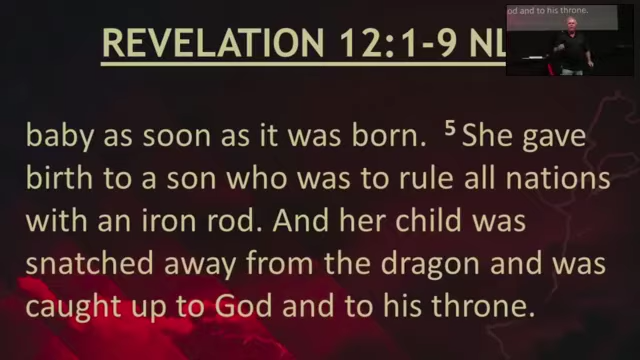 REVELATION 12:1-9 NL
od and to his throne.
baby as soon as it was born. 5 She gave
birth to a son who was to rule all nations
with an iron rod. And her child was
snatched away from the dragon and was
caught up to God and to his throne.